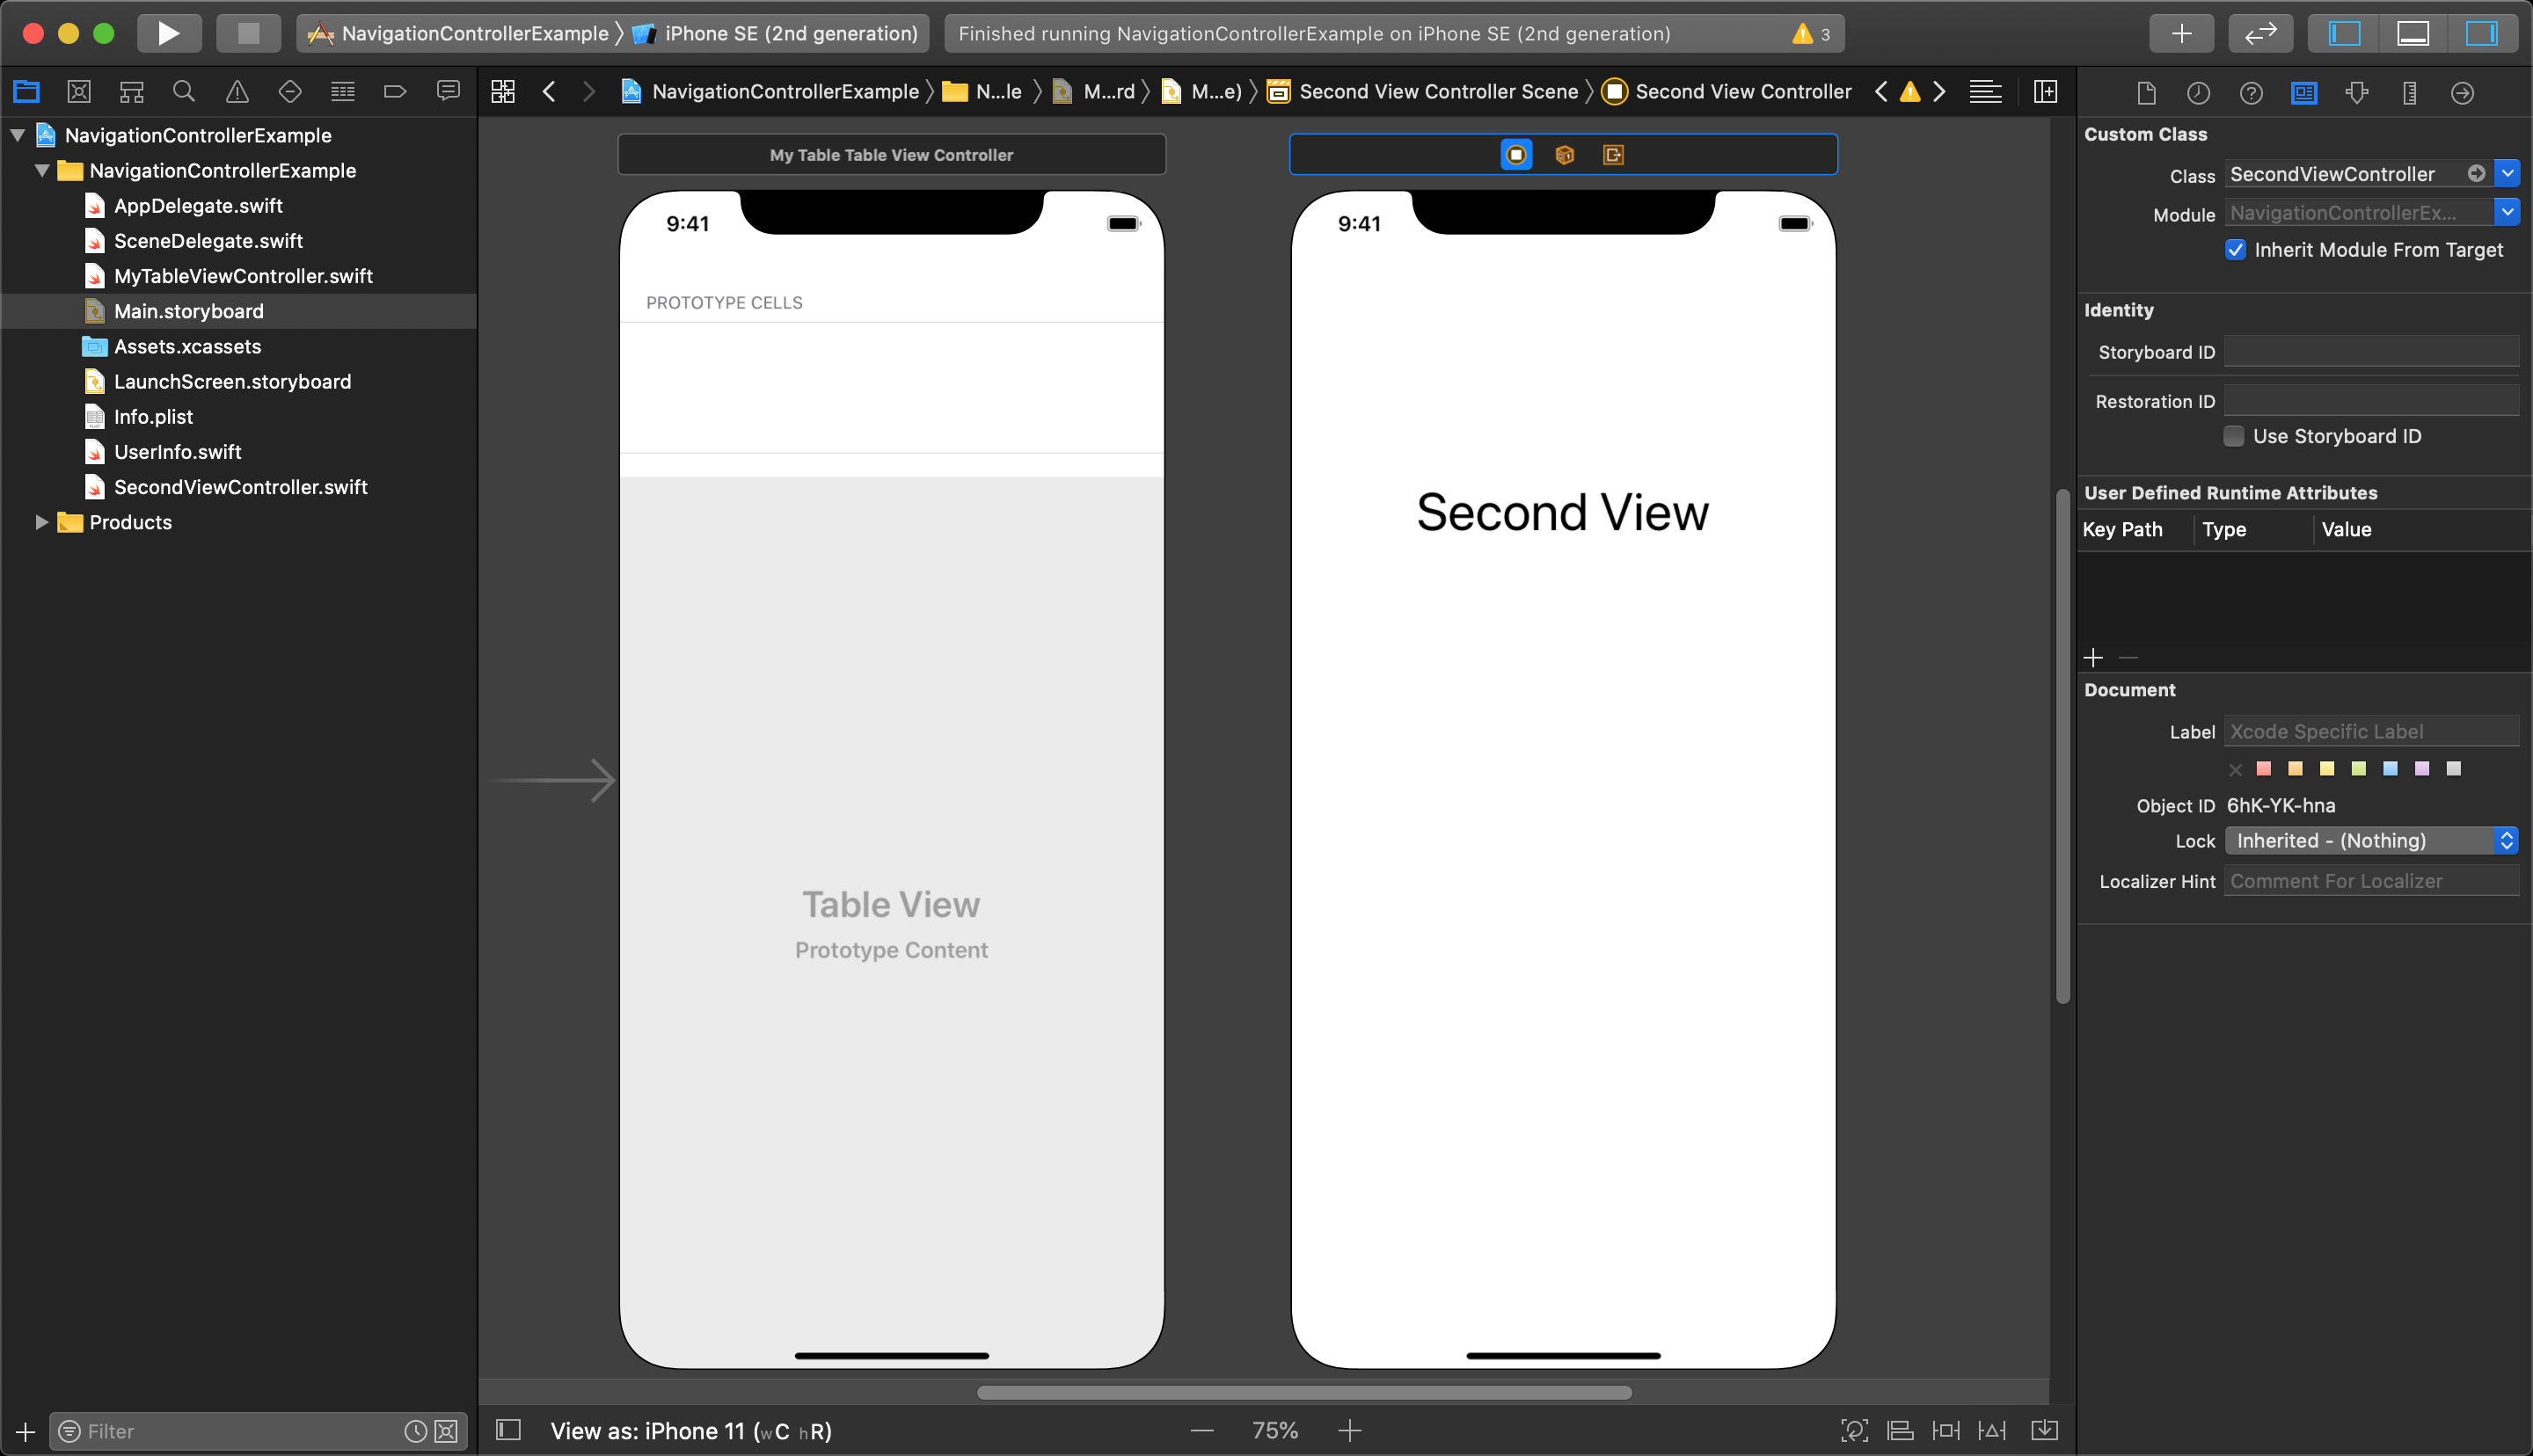 NavigationControllerExample
iPhone SE (2nd generation)
Finished running NavigationControllerExample on iPhone SE (2nd generation)
3
NavigationControllerExample
N...le
M...rd
M...e)
Second View Controller Scene
Second View Controller
NavigationControllerExample
NavigationControllerExample
AppDelegate.swift
SceneDelegate.swift
MyTableViewController.swift
Main.storyboard
Assets.xcassets
LaunchScreen.storyboard
Info.plist
UserInfo.swift
SecondViewController.swift
Products
Filter
My Table Table View Controller
9:41
PROTOTYPE CELLS
Table View
Prototype Content
9:41
Second View
View as: iPhone 11 (wC hR)
75%
Custom Class
Class SecondViewController
Module NavigationControllerEx...
Inherit Module From Target
Identity
Storyboard ID
Restoration ID
Use Storyboard ID
User Defined Runtime Attributes
Key Path Type Value
Document
Label Xcode Specific Label
Object ID 6hK-YK-hna
Lock Inherited - (Nothing)
Localizer Hint Comment For Localizer